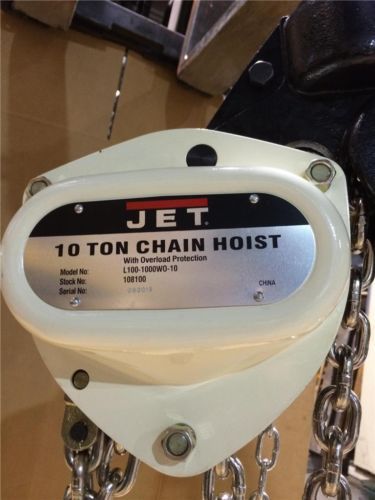 JET
10 TON CHAIN HOIST
With Overload Protection
Model No: L100-1000WO-10
Stock No: 108100
Serial No:
CHINA